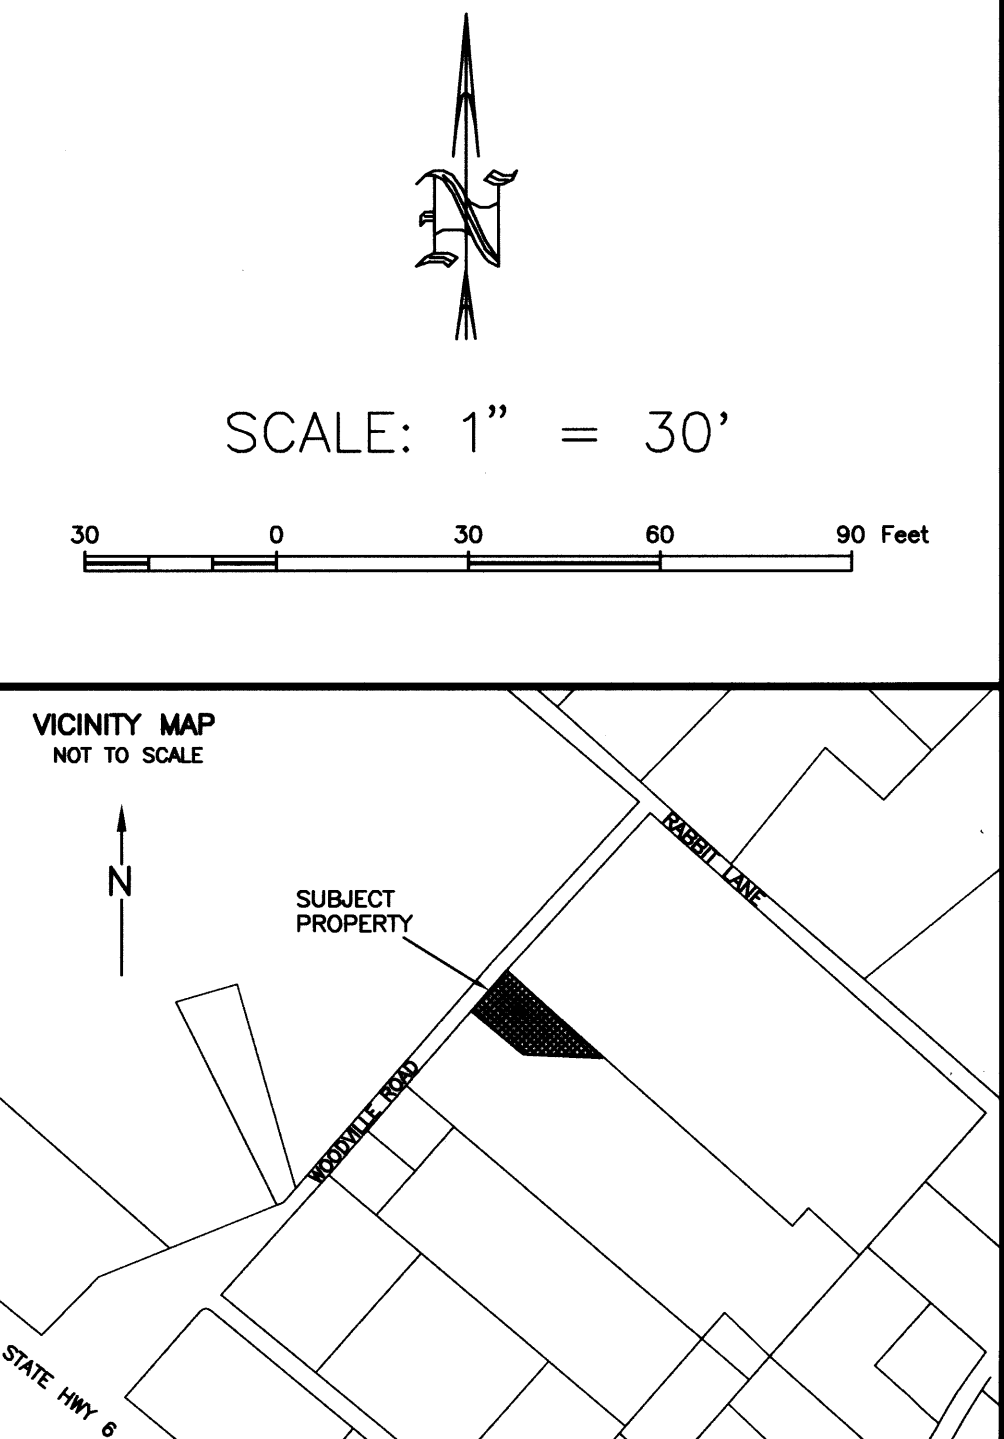 N
SCALE: 1" = 30'
30 0 30 60 90 Feet
VICINITY MAP
NOT TO SCALE
N
RABBIT LANE
SUBJECT
PROPERTY
WOODVILLE ROAD
STATE HWY 6